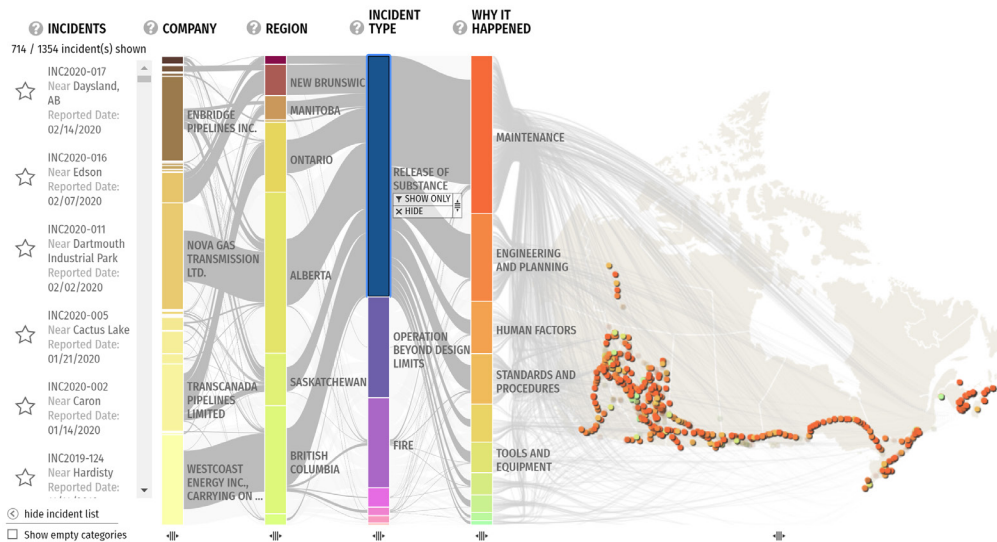 ? INCIDENTS
? COMPANY
? REGION
? INCIDENT
TYPE
? WHY IT
HAPPENED
714 / 1354 incident(s) shown
INC2020-017
Near Daysland,
AB
Reported Date:
02/14/2020
INC2020-016
Near Edson
Reported Date:
02/07/2020
INC2020-011
Near Dartmouth
Industrial Park
Reported Date:
02/02/2020
INC2020-005
Near Cactus Lake
Reported Date:
01/21/2020
INC2020-002
Near Caron
Reported Date:
01/14/2020
INC2019-124
Near Hardisty
hide incident list
Show empty categories
ENBRIDGE
PIPELINES INC.
NOVA GAS
TRANSMISSION
LTD.
TRANSCANADA
PIPELINES
LIMITED
WESTCOAST
ENERGY INC.,
CARRYING ON ...
NEW BRUNSWIC
MANITOBA
ONTARIO
ALBERTA
SASKATCHEWAN
BRITISH
COLUMBIA
RELEASE OF
SUBSTANCE
SHOW ONLY
HIDE
OPERATION
BEYOND DESIGN
LIMITS
FIRE
MAINTENANCE
ENGINEERING
AND PLANNING
HUMAN FACTORS
STANDARDS AND
PROCEDURES
TOOLS AND
EQUIPMENT